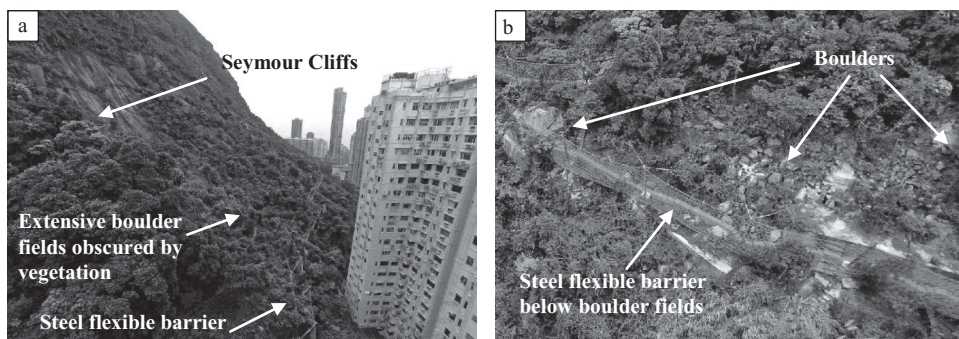 a
Seymour Cliffs
Extensive boulder
fields obscured by
vegetation
Steel flexible barrier
b
Boulders
Steel flexible barrier
below boulder fields